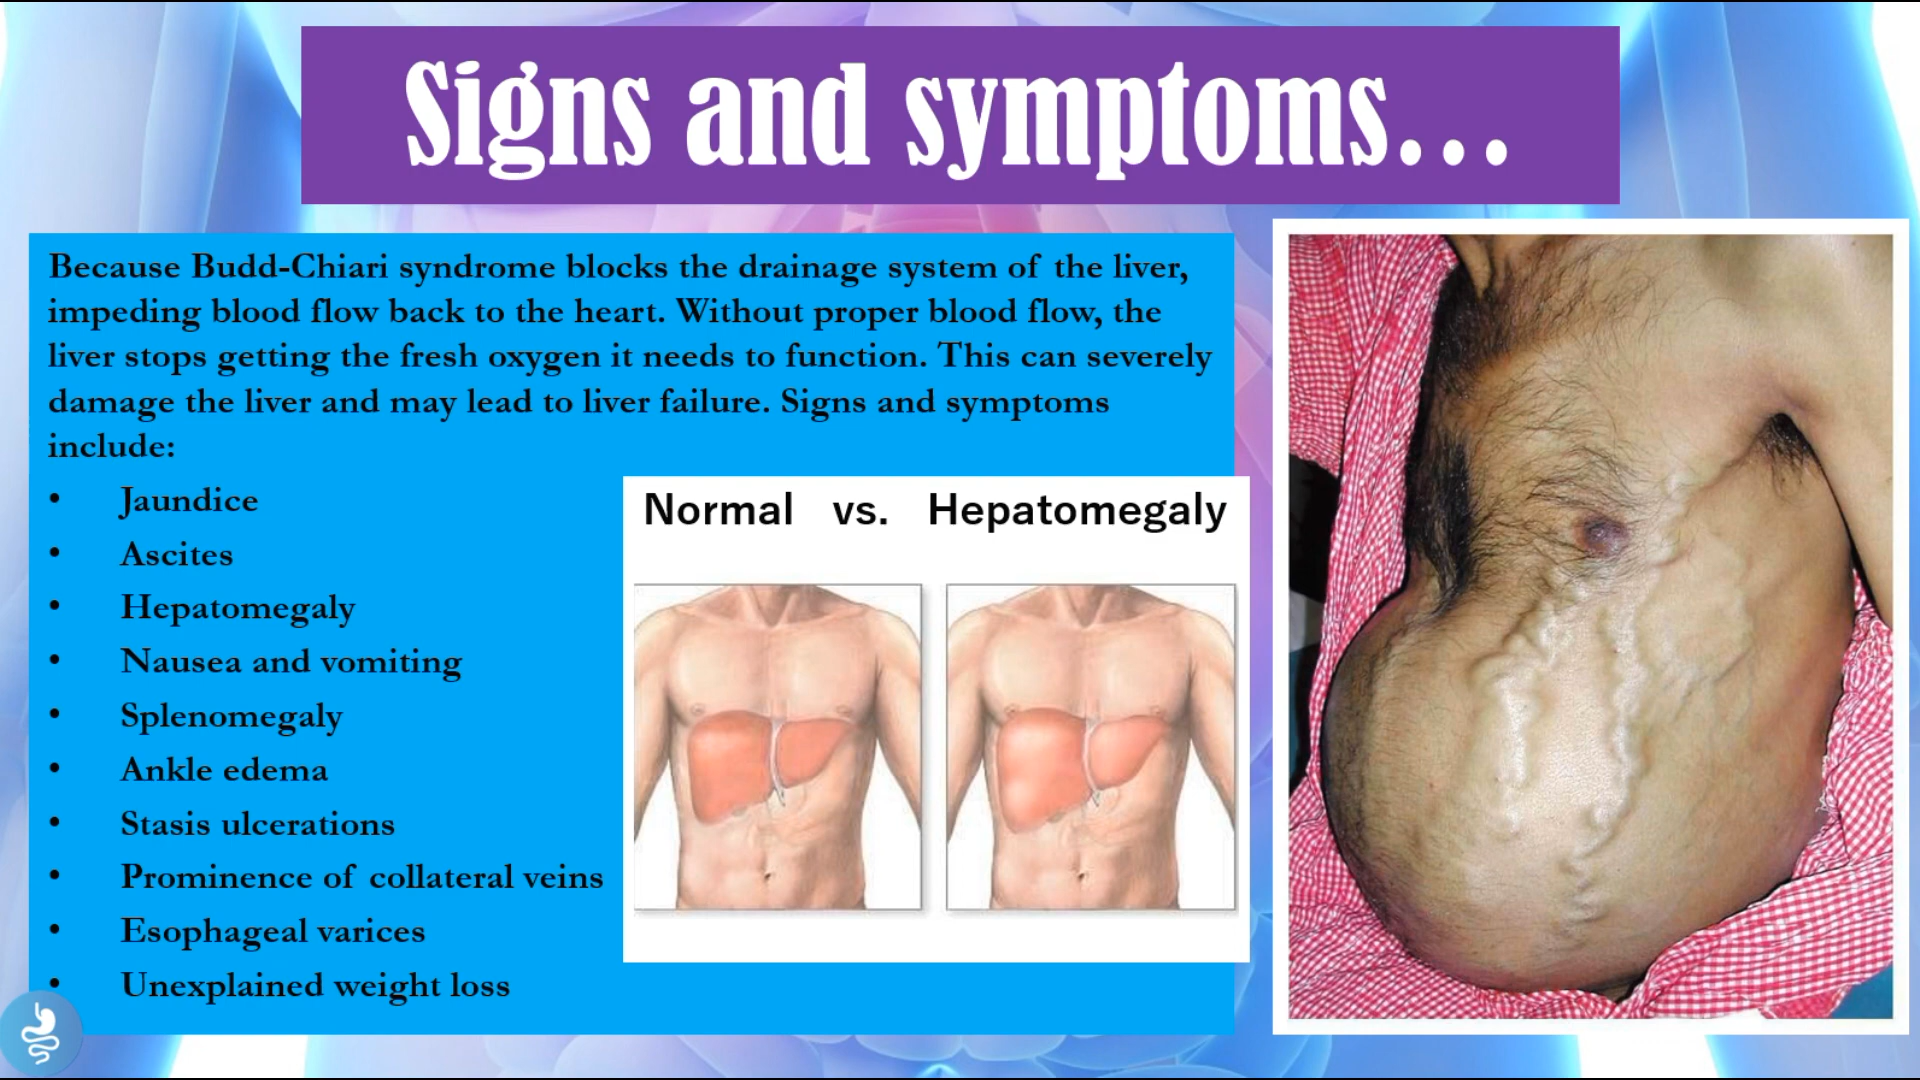 Signs and symptoms...
Because Budd-Chiari syndrome blocks the drainage system of the liver,
impeding blood flow back to the heart. Without proper blood flow, the
liver stops getting the fresh oxygen it needs to function. This can severely
damage the liver and may lead to liver failure. Signs and symptoms
include:
• Jaundice
• Ascites
• Hepatomegaly
• Nausea and vomiting
• Splenomegaly
• Ankle edema
• Stasis ulcerations
• Prominence of collateral veins
• Esophageal varices
• Unexplained weight loss
Normal vs. Hepatomegaly